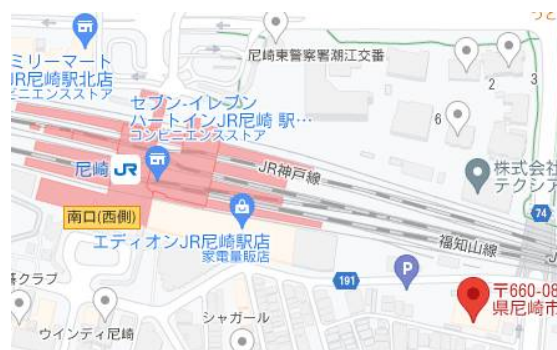 っと
ミリーマート
JR尼崎駅北店
ビニエンスストア
尼崎東警察署潮江交番
セブン-イレブン
ハートインJR尼崎 駅…
コンビニエンスストア
2
3
6
尼崎
JR
JR神戸線
株式会社
テクシア
74
南口(西側)
エディオンJR尼崎駅店
家電量販店
福知山線
J
191
P
〒660-08
県尼崎市
クラブ
ウインディ尼崎
シャガール